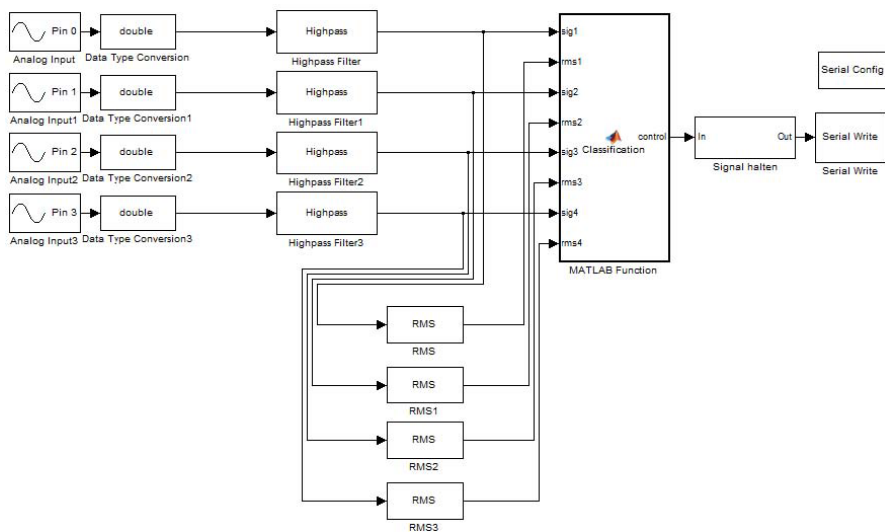 Pin 0
Analog Input
double
Data Type Conversion
Highpass
Highpass Filter
Pin 1
Analog Input1
double
Data Type Conversion1
Highpass
Highpass Filter1
Pin 2
Analog Input2
double
Data Type Conversion2
Highpass
Highpass Filter2
Pin 3
Analog Input3
double
Data Type Conversion3
Highpass
Highpass Filter3
sig1
rms1
sig2
rms2
sig3
rms3
sig4
rms4
Classification
control
MATLAB Function
In
Out
Signal halten
Serial Config
Serial Write
Serial Write
RMS
RMS
RMS
RMS1
RMS
RMS2
RMS
RMS3